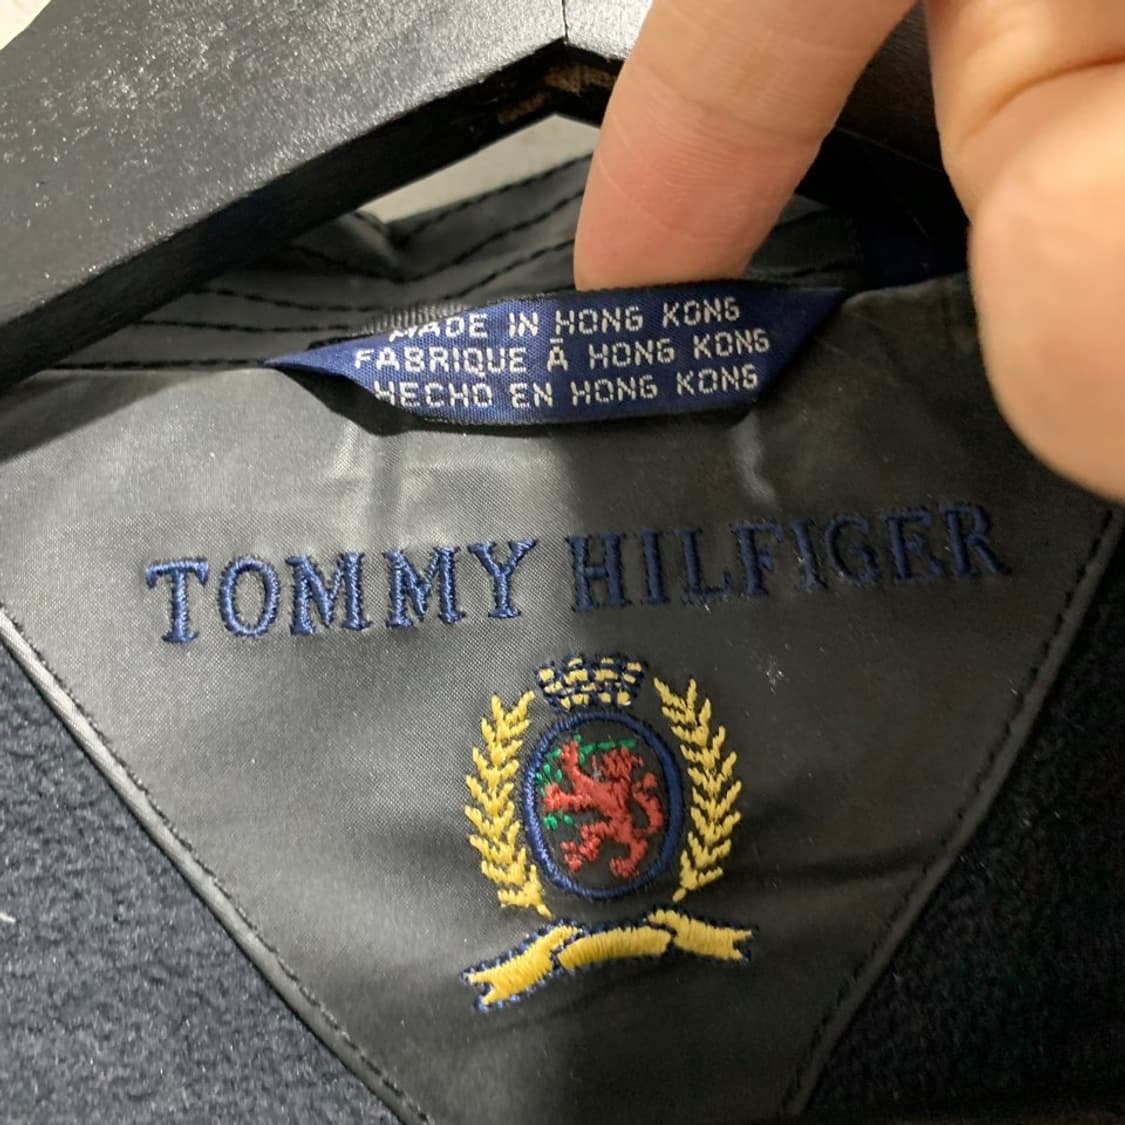 MADE IN HONG KONG
FABRIQUE À HONG KONG
HECHO EN HONG KONG
TOMMY HILFIGER